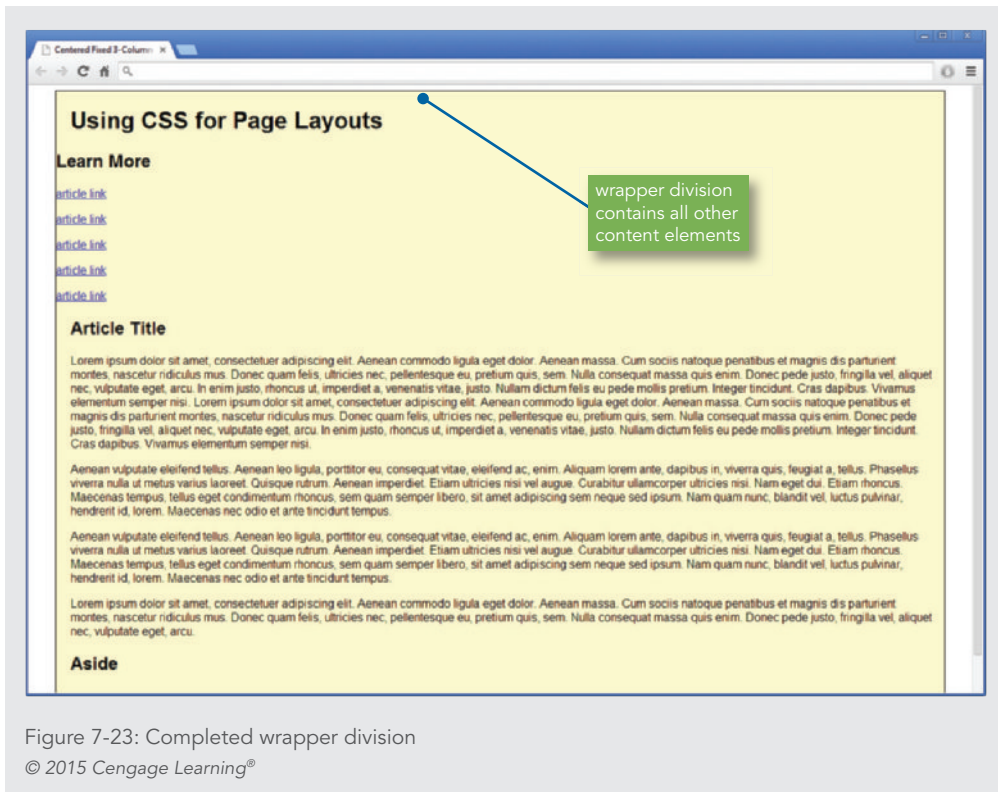 Centered Fixed 3-Column
Using CSS for Page Layouts
Learn More
article link
article link
article link
article link
article link
wrapper division
contains all other
content elements
Article Title
Lorem ipsum dolor sit amet, consectetuer adipiscing elit. Aenean commodo ligula eget dolor. Aenean massa. Cum sociis natoque penatibus et magnis dis parturient
montes, nascetur ridiculus mus. Donec quam felis, ultricies nec, pellentesque eu, pretium quis, sem. Nulla consequat massa quis enim. Donec pede justo, fringilla vel, aliquet
nec, vulputate eget, arcu. In enim justo, rhoncus ut, imperdiet a, venenatis vitae, justo. Nullam dictum felis eu pede mollis pretium. Integer tincidunt. Cras dapibus. Vivamus
elementum semper nisi. Lorem ipsum dolor sit amet, consectetuer adipiscing elit. Aenean commodo ligula eget dolor. Aenean massa. Cum sociis natoque penatibus et
magnis dis parturient montes, nascetur ridiculus mus. Donec quam felis, ultricies nec, pellentesque eu, pretium quis, sem. Nulla consequat massa quis enim. Donec pede
justo, fringilla vel, aliquet nec, vulputate eget, arcu. In enim justo, rhoncus ut, imperdiet a, venenatis vitae, justo. Nullam dictum felis eu pede mollis pretium. Integer tincidunt.
Cras dapibus. Vivamus elementum semper nisi.
Aenean vulputate eleifend tellus. Aenean leo ligula, porttitor eu, consequat vitae, eleifend ac, enim. Aliquam lorem ante, dapibus in, viverra quis, feugiat a, tellus. Phasellus
viverra nulla ut metus varius laoreet. Quisque rutrum. Aenean imperdiet. Etiam ultricies nisi vel augue. Curabitur ullamcorper ultricies nisi. Nam eget dui. Etiam rhoncus.
Maecenas tempus, tellus eget condimentum rhoncus, sem quam semper libero, sit amet adipiscing sem neque sed ipsum. Nam quam nunc, blandit vel, luctus pulvinar,
hendrerit id, lorem. Maecenas nec odio et ante tincidunt tempus.
Aenean vulputate eleifend tellus. Aenean leo ligula, porttitor eu, consequat vitae, eleifend ac, enim. Aliquam lorem ante, dapibus in, viverra quis, feugiat a, tellus. Phasellus
viverra nulla ut metus varius laoreet. Quisque rutrum. Aenean imperdiet. Etiam ultricies nisi vel augue. Curabitur ullamcorper ultricies nisi. Nam eget dui. Etiam rhoncus.
Maecenas tempus, tellus eget condimentum rhoncus, sem quam semper libero, sit amet adipiscing sem neque sed ipsum. Nam quam nunc, blandit vel, luctus pulvinar,
hendrerit id, lorem. Maecenas nec odio et ante tincidunt tempus.
Lorem ipsum dolor sit amet, consectetuer adipiscing elit. Aenean commodo ligula eget dolor. Aenean massa. Cum sociis natoque penatibus et magnis dis parturient
montes, nascetur ridiculus mus. Donec quam felis, ultricies nec, pellentesque eu, pretium quis, sem. Nulla consequat massa quis enim. Donec pede justo, fringilla vel, aliquet
nec, vulputate eget, arcu.
Aside
Figure 7-23: Completed wrapper division
© 2015 Cengage Learning®